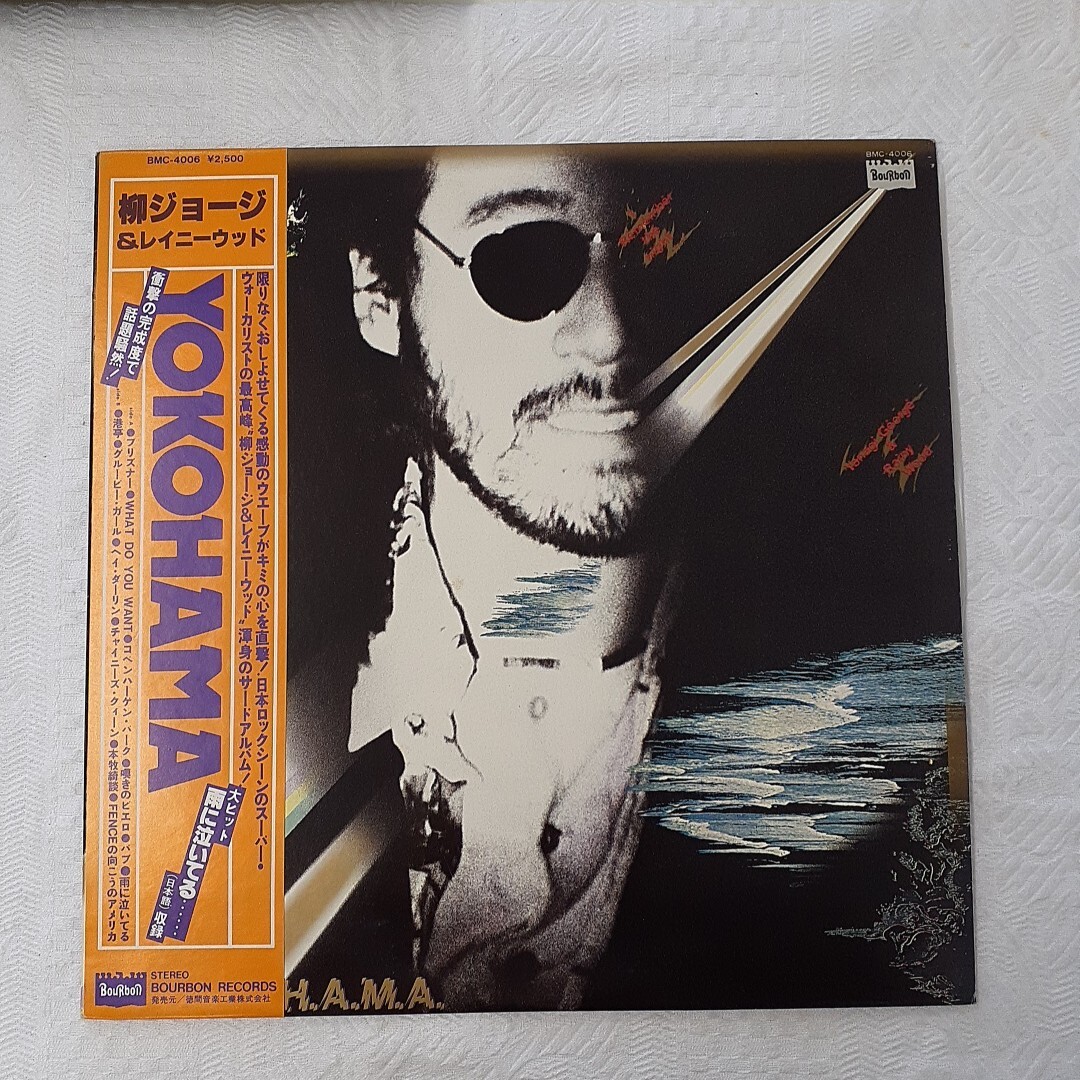 BMC-4006 ¥2,500
柳ジョージ
&レイニーウッド
限りなくおしよせてくる感動のウエーブがキミの心を直撃!日本ロックシーンのスーパー・
ヴォーカリストの最高峰“柳ジョージ&レイニーウッド”渾身のサードアルバム!
YOKOHAMA
衝撃の完成度で
話題騒然!
大ヒット
雨に泣いてる……
(日本語)収録
side A ●プリズナー●WHAT DO YOU WANT●コペンハーゲン・パーク●嘆きのピエロ●パブ●雨に泣いてる
●港亭●グルービー・ガール●ヘイ・ダーリン●チャイニーズ・クィーン●本牧綺談●FENCEの向こうのアメリカ
BOURBON
STEREO
BOURBON RECORDS
発売元/徳間音楽工業株式会社
BMC-4006
BOURBON
Yanagi George
&
Rainy
Wood
H.A.M.A.